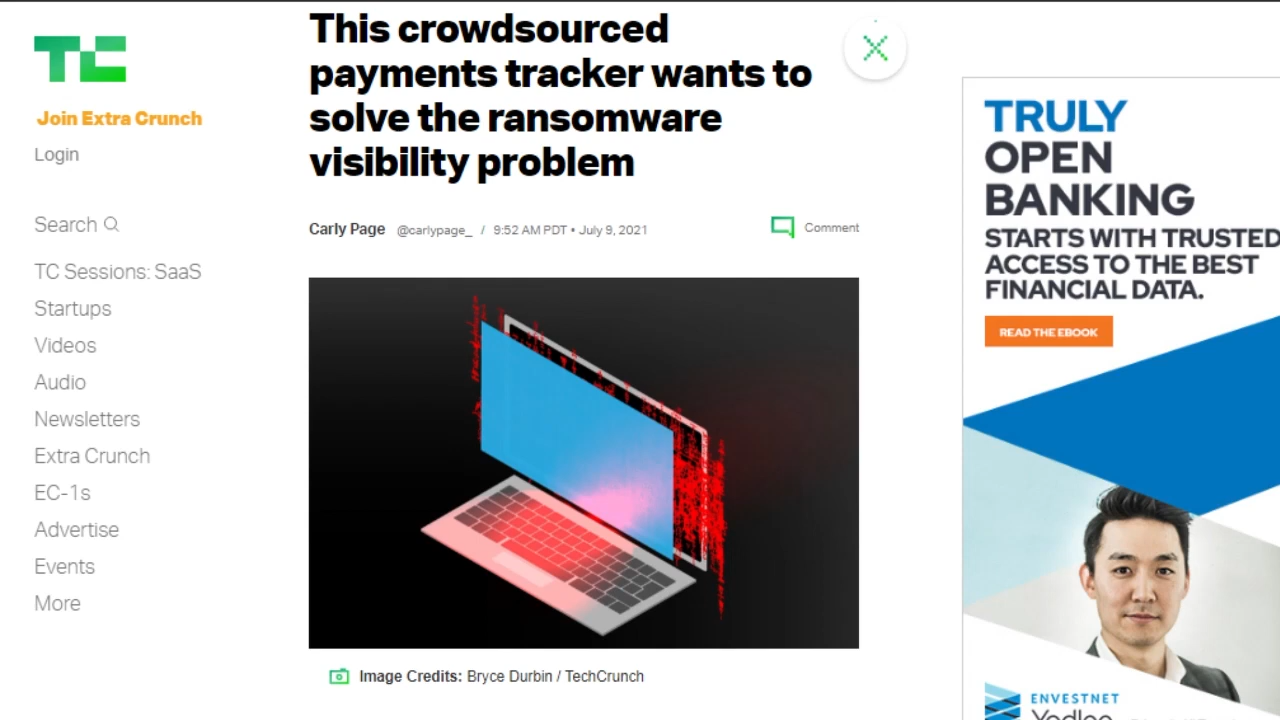 TC
Join Extra Crunch
Login
Search
TC Sessions: SaaS
Startups
Videos
Audio
Newsletters
Extra Crunch
EC-1s
Advertise
Events
More
This crowdsourced
payments tracker wants to
solve the ransomware
visibility problem
Carly Page @carlypage_ / 9:52 AM PDT • July 9, 2021
Comment
Image Credits: Bryce Durbin / TechCrunch
TRULY
OPEN
BANKING
STARTS WITH TRUSTED
ACCESS TO THE BEST
FINANCIAL DATA.
READ THE EBOOK
ENVESTNET
Yodlee